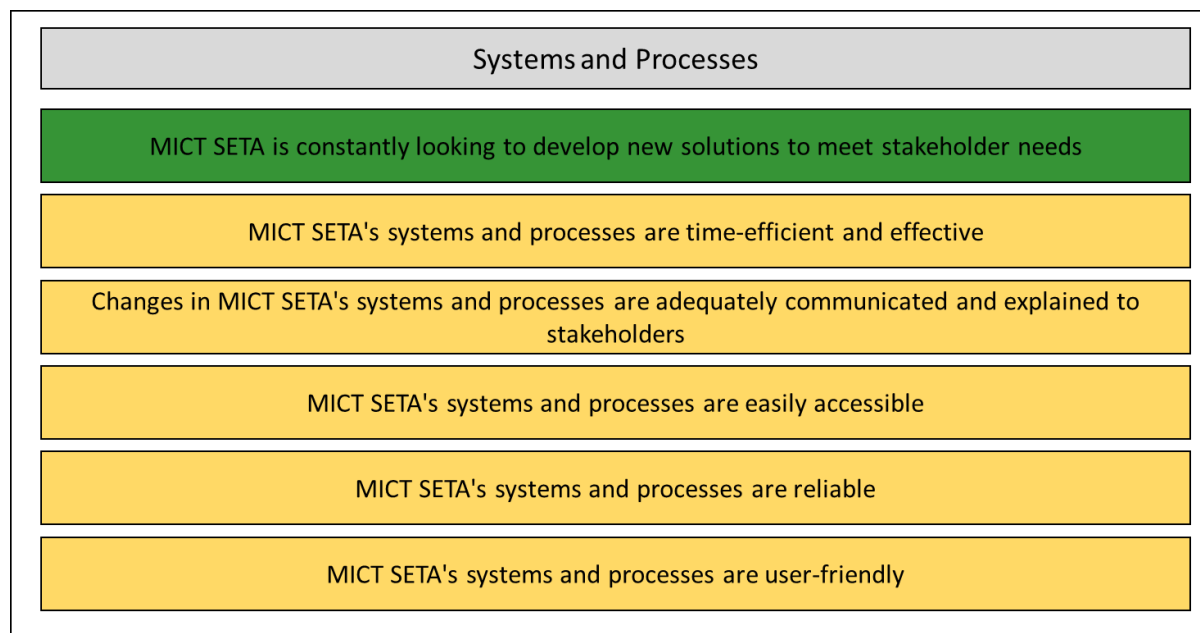 Systems and Processes
MICT SETA is constantly looking to develop new solutions to meet stakeholder needs
MICT SETA's systems and processes are time-efficient and effective
Changes in MICT SETA's systems and processes are adequately communicated and explained to
stakeholders
MICT SETA's systems and processes are easily accessible
MICT SETA's systems and processes are reliable
MICT SETA's systems and processes are user-friendly